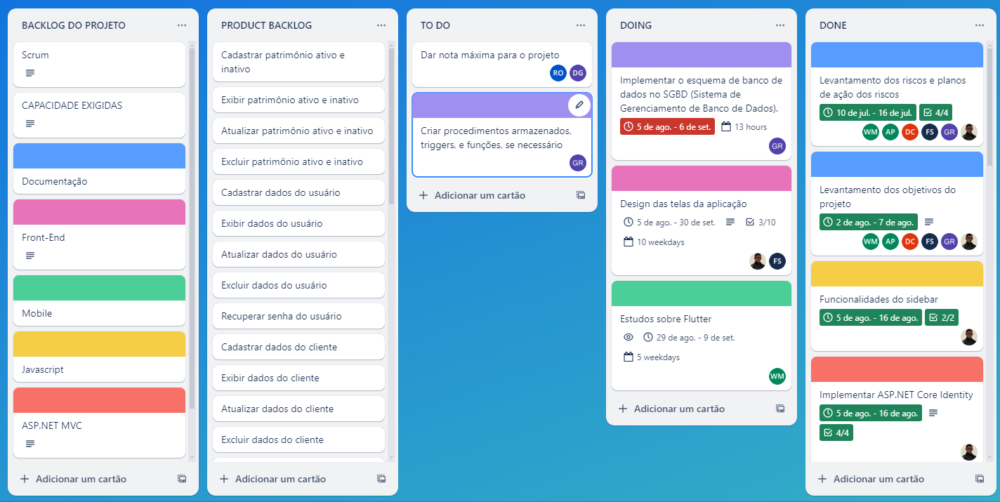 BACKLOG DO PROJETO
Scrum
CAPACIDADE EXIGIDAS
Documentação
Front-End
Mobile
Javascript
ASP.NET MVC
Adicionar um cartão
PRODUCT BACKLOG
Cadastrar patrimônio ativo e
inativo
Exibir patrimônio ativo e inativo
Atualizar patrimônio ativo e inativo
Excluir patrimônio ativo e inativo
Cadastrar dados do usuário
Exibir dados do usuário
Atualizar dados do usuário
Excluir dados do usuário
Recuperar senha do usuário
Cadastrar dados do cliente
Exibir dados do cliente
Atualizar dados do cliente
Excluir dados do cliente
Adicionar um cartão
TO DO
Dar nota máxima para o projeto
RO DG
Criar procedimentos armazenados,
triggers, e funções, se necessário
GR
Adicionar um cartão
DOING
Implementar o esquema de banco de
dados no SGBD (Sistema de
Gerenciamento de Banco de Dados).
5 de ago. - 6 de set. 13 hours
GR
Design das telas da aplicação
5 de ago. - 30 de set. 3/10
10 weekdays
FS
Estudos sobre Flutter
29 de ago. - 9 de set.
5 weekdays
WM
Adicionar um cartão
DONE
Levantamento dos riscos e planos
de ação dos riscos
10 de jul. - 16 de jul. 4/4
WM AP DC FS GR
Levantamento dos objetivos do
projeto
2 de ago. - 7 de ago.
WM AP DC FS GR
Funcionalidades do sidebar
5 de ago. - 16 de ago. 2/2
Implementar ASP.NET Core Identity
5 de ago. - 16 de ago.
4/4
Adicionar um cartão